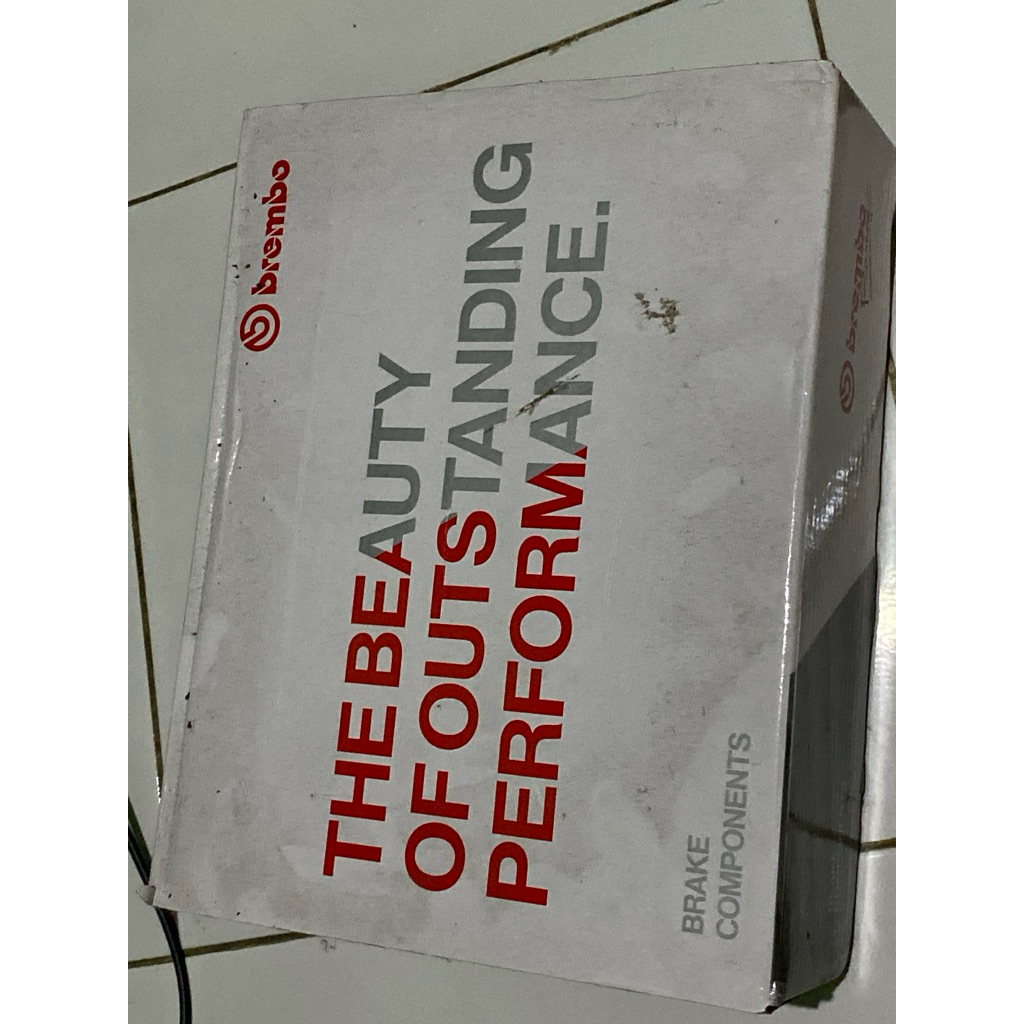 brembo
THE BEAUTY
OF OUTSTANDING
PERFORMANCE.
BRAKE
COMPONENTS
brembo